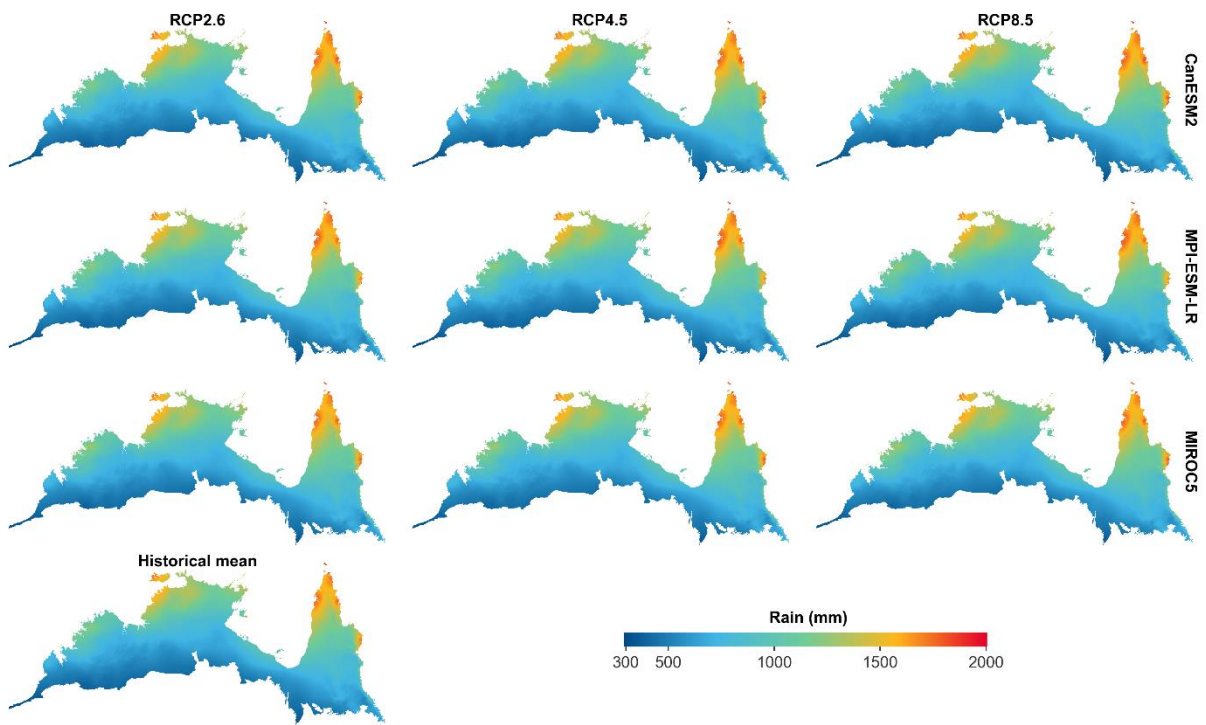 RCP2.6 RCP4.5 RCP8.5
CanESM2
MPI-ESM-LR
MIROC5
Historical mean
Rain (mm)
300 500 1000 1500 2000